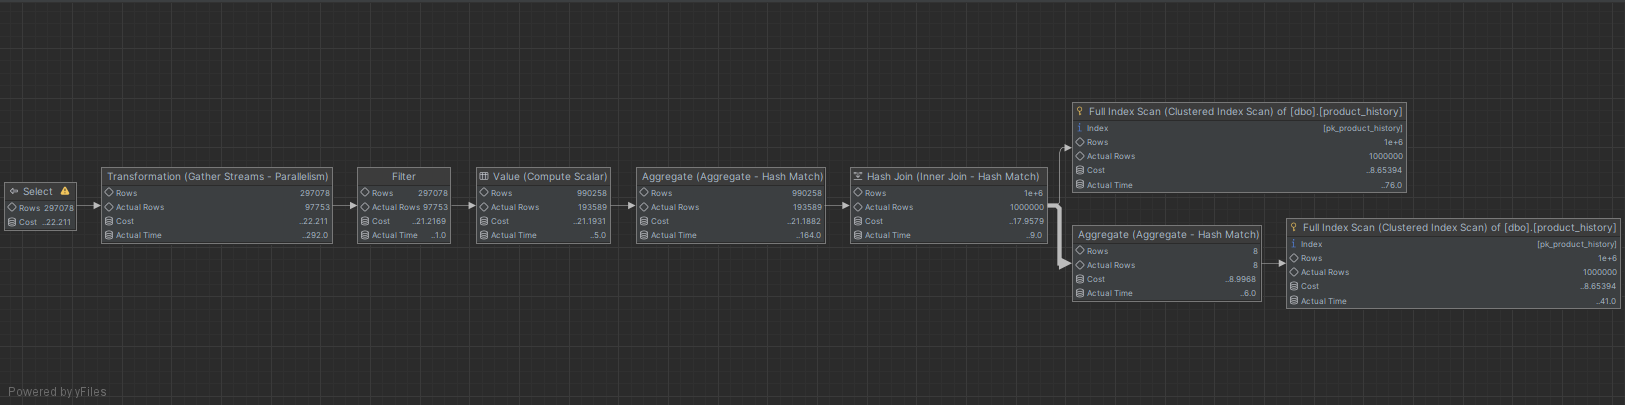 Select
Rows 297078
Cost ..22.211
Transformation (Gather Streams - Parallelism)
Rows 297078
Actual Rows 97753
Cost ..22.211
Actual Time ..292.0
Filter
Rows 297078
Actual Rows 97753
Cost ..21.2169
Actual Time ..1.0
Value (Compute Scalar)
Rows 990258
Actual Rows 193589
Cost ..21.1931
Actual Time ..5.0
Aggregate (Aggregate - Hash Match)
Rows 990258
Actual Rows 193589
Cost ..21.1882
Actual Time ..164.0
Hash Join (Inner Join - Hash Match)
Rows 1e+6
Actual Rows 1000000
Cost ..17.9579
Actual Time ..9.0
Full Index Scan (Clustered Index Scan) of [dbo].[product_history]
Index [pk_product_history]
Rows 1e+6
Actual Rows 1000000
Cost ..8.65394
Actual Time ..76.0
Aggregate (Aggregate - Hash Match)
Rows 8
Actual Rows 8
Cost ..8.9968
Actual Time ..6.0
Full Index Scan (Clustered Index Scan) of [dbo].[product_history]
Index [pk_product_history]
Rows 1e+6
Actual Rows 1000000
Cost ..8.65394
Actual Time ..41.0
Powered by yFiles